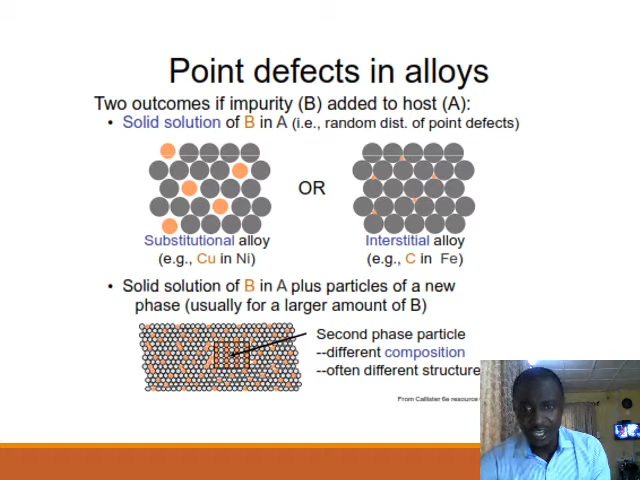 Point defects in alloys
Two outcomes if impurity (B) added to host (A):
• Solid solution of B in A (i.e., random dist. of point defects)
OR
Substitutional alloy
(e.g., Cu in Ni)
Interstitial alloy
(e.g., C in Fe)
• Solid solution of B in A plus particles of a new
phase (usually for a larger amount of B)
Second phase particle
--different composition
--often different structure
From Callister 6e resource